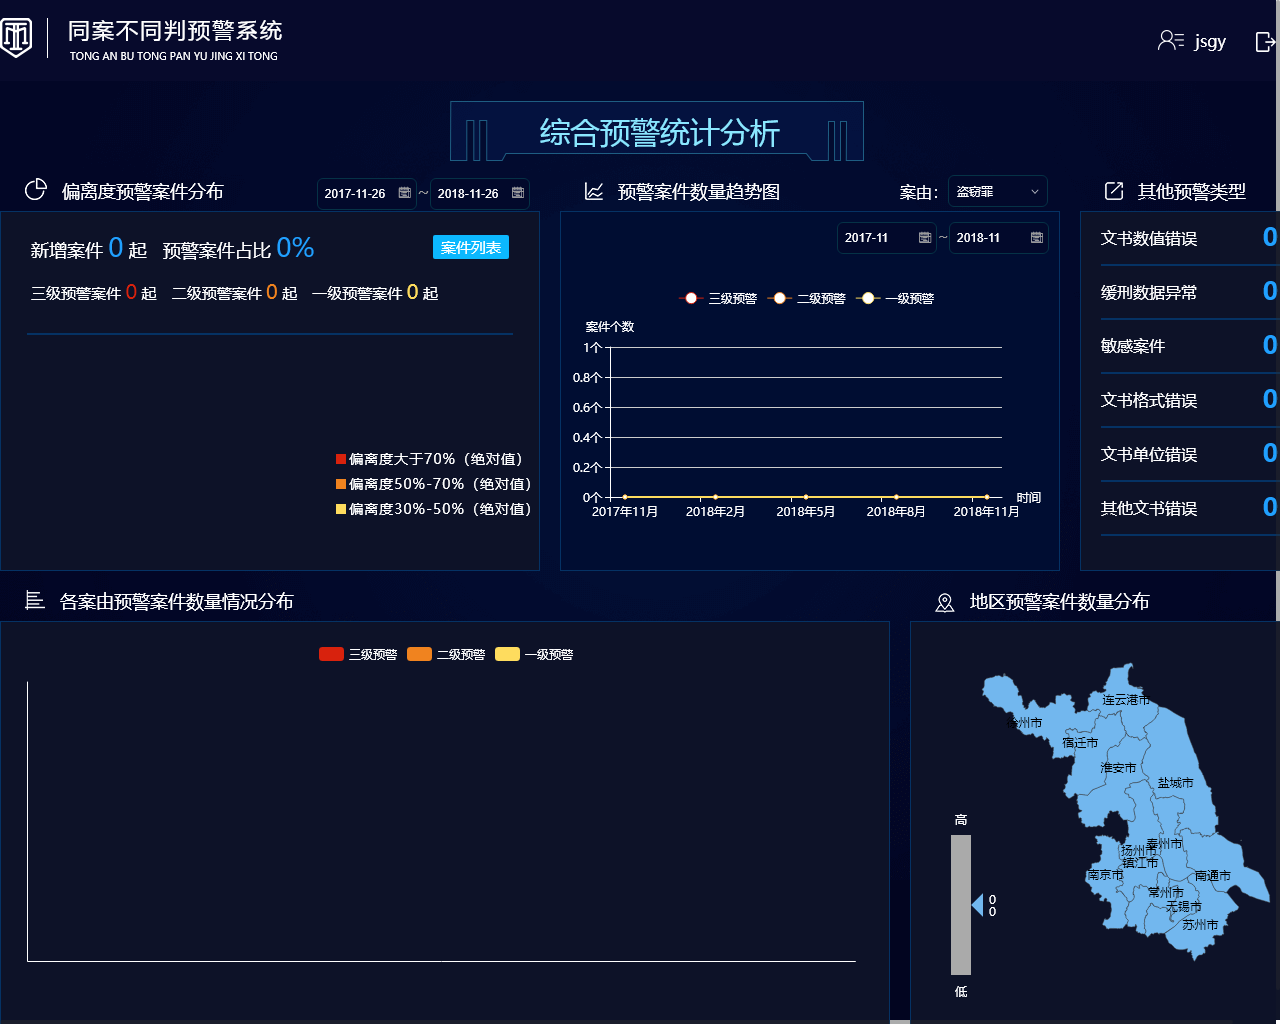 同案不同判预警系统
TONG AN BU TONG PAN YU JING XI TONG
jsgy
综合预警统计分析
偏离度预警案件分布
2017-11-26 ~ 2018-11-26
新增案件 0 起 预警案件占比 0%
案件列表
三级预警案件 0 起 二级预警案件 0 起 一级预警案件 0 起
偏离度大于70%（绝对值）
偏离度50%-70%（绝对值）
偏离度30%-50%（绝对值）
预警案件数量趋势图
案由: 盗窃罪
2017-11 ~ 2018-11
三级预警 二级预警 一级预警
案件个数
1个
0.8个
0.6个
0.4个
0.2个
0个
时间
2017年11月 2018年2月 2018年5月 2018年8月 2018年11月
其他预警类型
文书数值错误 0
缓刑数据异常 0
敏感案件 0
文书格式错误 0
文书单位错误 0
其他文书错误 0
各案由预警案件数量情况分布
三级预警 二级预警 一级预警
地区预警案件数量分布
连云港市
徐州市
宿迁市
淮安市
盐城市
泰州市
扬州市
镇江市
南京市
南通市
常州市
无锡市
苏州市
高
0
0
低